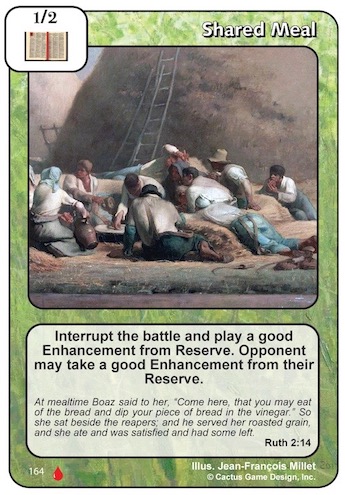 1/2
Shared Meal
Interrupt the battle and play a good
Enhancement from Reserve. Opponent
may take a good Enhancement from their
Reserve.
At mealtime Boaz said to her, “Come here, that you may eat
of the bread and dip your piece of bread in the vinegar.” So
she sat beside the reapers; and he served her roasted grain,
and she ate and was satisfied and had some left.
Ruth 2:14
164
Illus. Jean-François Millet
© Cactus Game Design, Inc.